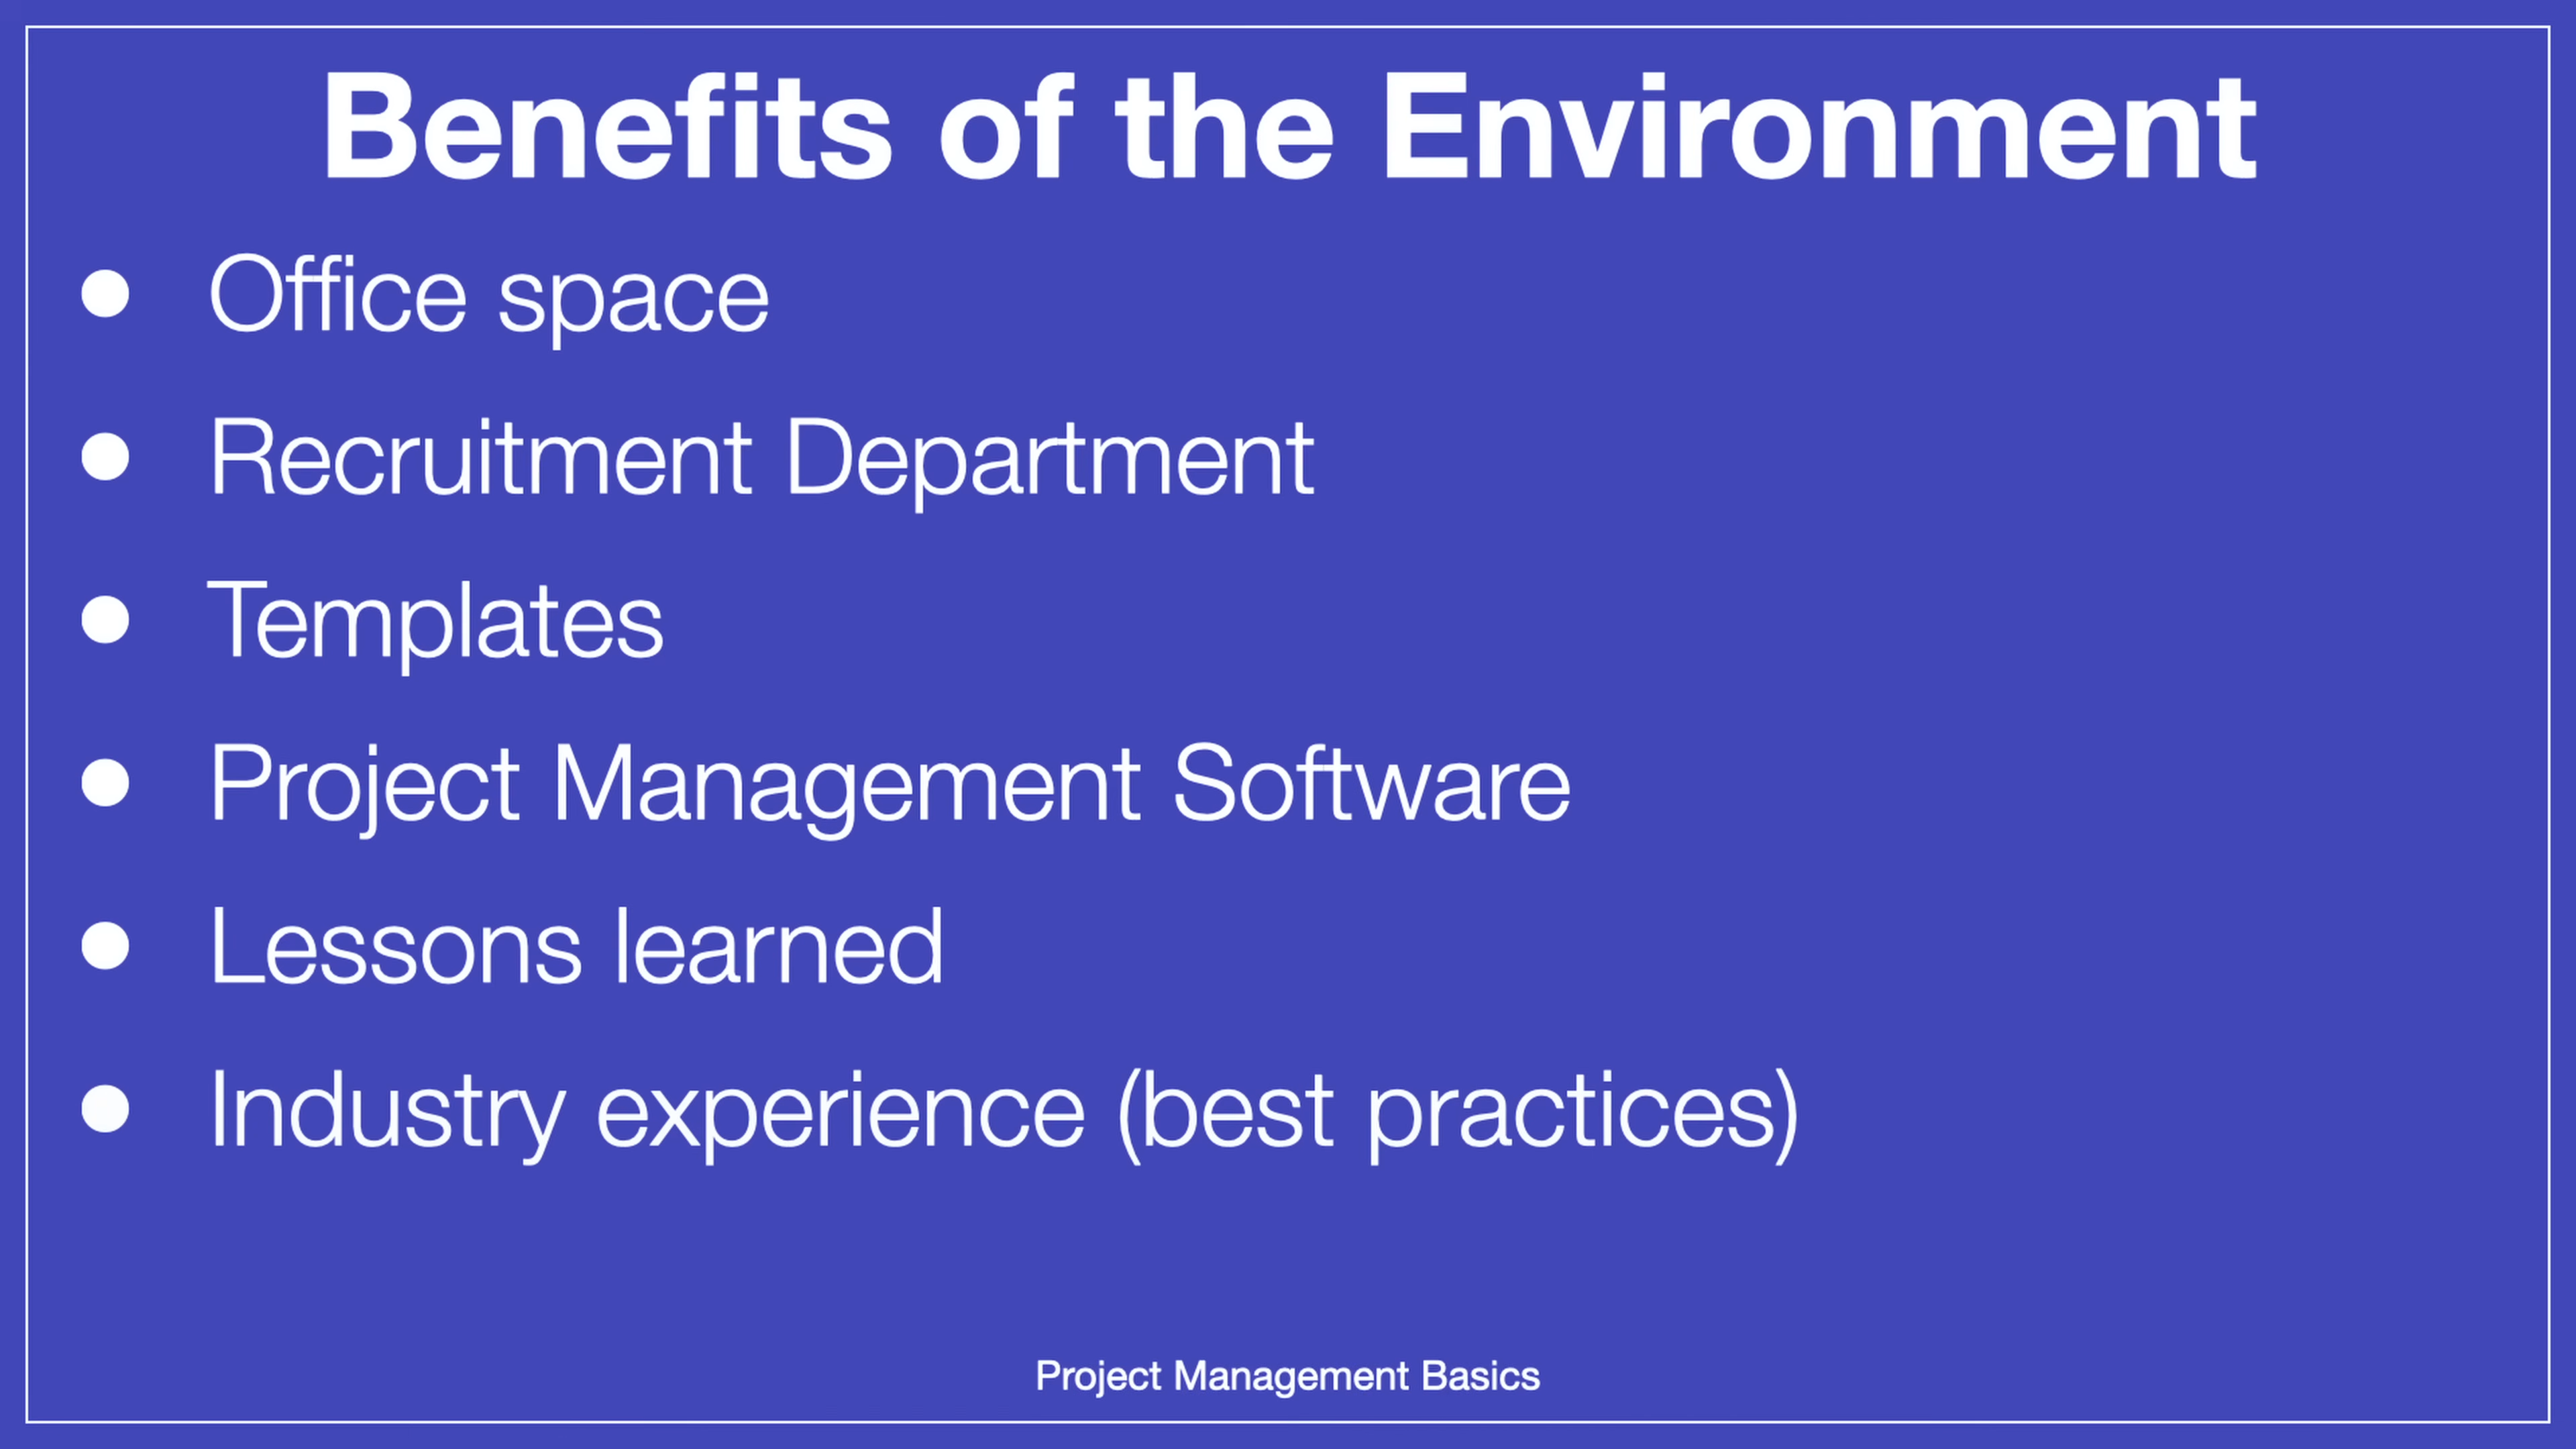 Benefits of the Environment
● Office space
● Recruitment Department
● Templates
● Project Management Software
● Lessons learned
● Industry experience (best practices)
Project Management Basics